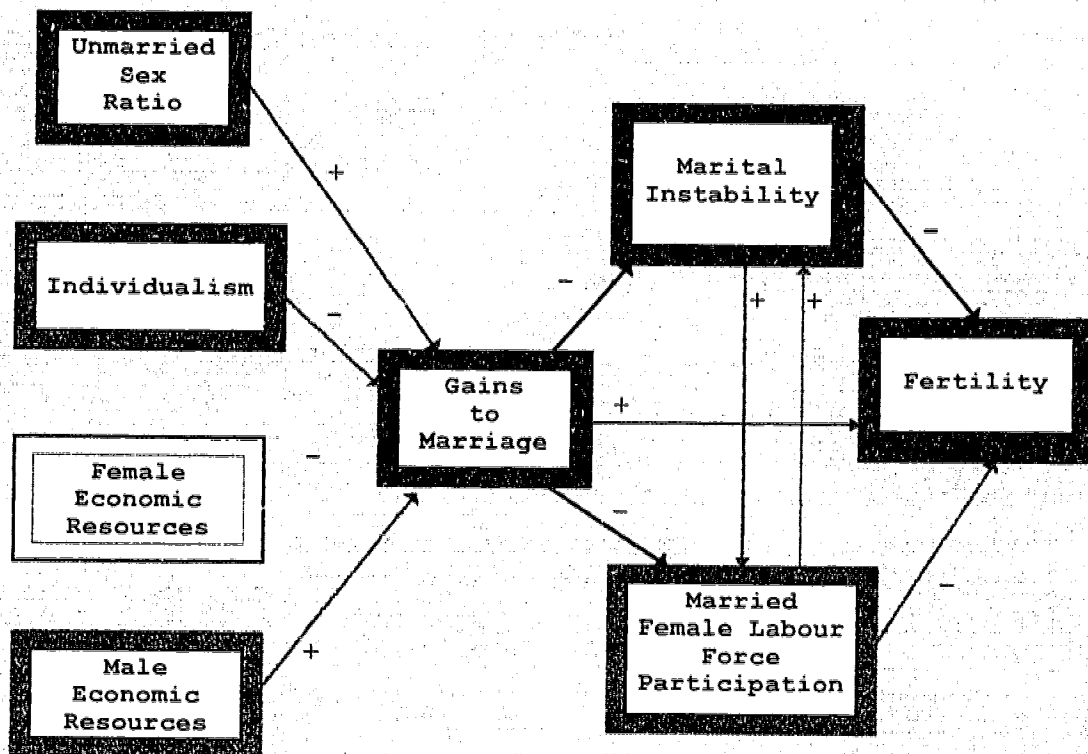 Unmarried
Sex
Ratio
+
Individualism
-
Female
Economic
Resources
-
Male
Economic
Resources
+
Gains
to
Marriage
-
+
-
Marital
Instability
+
+
-
Married
Female Labour
Force
Participation
-
Fertility